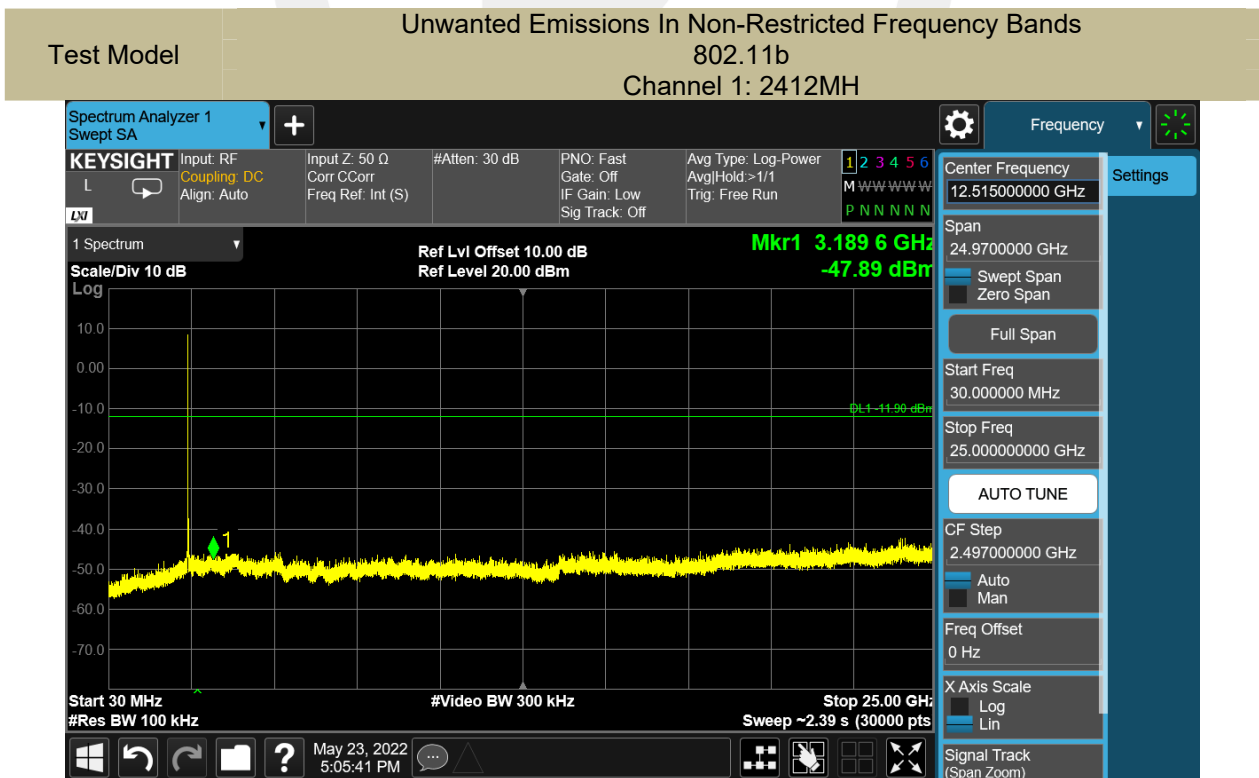 Unwanted Emissions In Non-Restricted Frequency Bands
Test Model
802.11b
Channel 1: 2412MH
Spectrum Analyzer 1
Swept SA
+
Frequency
KEYSIGHT
L
LXI
Input: RF
Coupling: DC
Align: Auto
Input Z: 50 Ω
Corr CCorr
Freq Ref: Int (S)
#Atten: 30 dB
PNO: Fast
Gate: Off
IF Gain: Low
Sig Track: Off
Avg Type: Log-Power
Avg|Hold:>1/1
Trig: Free Run
1 2 3 4 5 6
M W W W W W
P N N N N N
1 Spectrum
Scale/Div 10 dB
Log
Ref Lvl Offset 10.00 dB
Ref Level 20.00 dBm
Mkr1 3.189 6 GHz
-47.89 dBm
10.0
0.00
-10.0
DL1 -11.90 dBm
-20.0
-30.0
-40.0
1
-50.0
-60.0
-70.0
Start 30 MHz
#Video BW 300 kHz
Stop 25.00 GHz
#Res BW 100 kHz
Sweep ~2.39 s (30000 pts
Center Frequency
12.515000000 GHz
Settings
Span
24.9700000 GHz
Swept Span
Zero Span
Full Span
Start Freq
30.000000 MHz
Stop Freq
25.000000000 GHz
AUTO TUNE
CF Step
2.497000000 GHz
Auto
Man
Freq Offset
0 Hz
X Axis Scale
Log
Lin
Signal Track
(Span Zoom)
?
May 23, 2022
5:05:41 PM